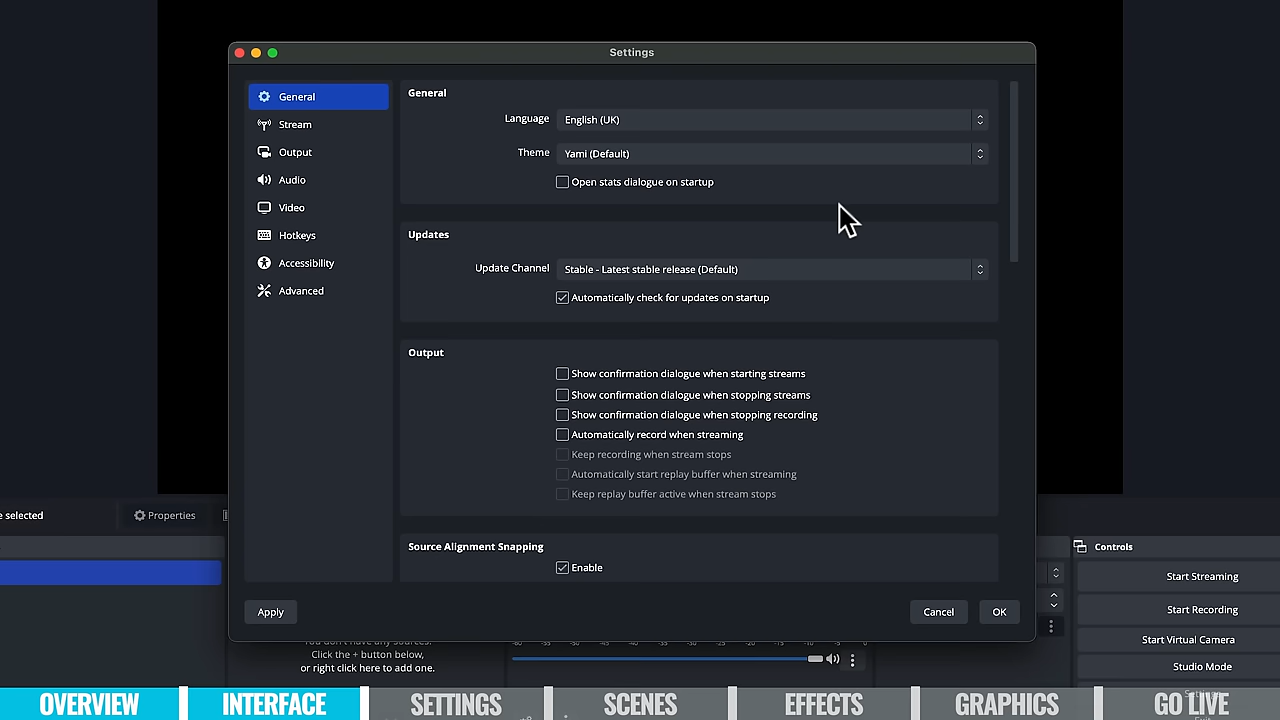 Settings
General
Stream
Output
Audio
Video
Hotkeys
Accessibility
Advanced
General
Language English (UK)
Theme Yami (Default)
Open stats dialogue on startup
Updates
Update Channel Stable - Latest stable release (Default)
Automatically check for updates on startup
Output
Show confirmation dialogue when starting streams
Show confirmation dialogue when stopping streams
Show confirmation dialogue when stopping recording
Automatically record when streaming
Keep recording when stream stops
Automatically start replay buffer when streaming
Keep replay buffer active when stream stops
Source Alignment Snapping
Enable
Apply
Cancel
OK
selected
Properties
Click the + button below,
or right click here to add one.
Controls
Start Streaming
Start Recording
Start Virtual Camera
Studio Mode
OVERVIEW
INTERFACE
SETTINGS
SCENES
EFFECTS
GRAPHICS
GO LIVE